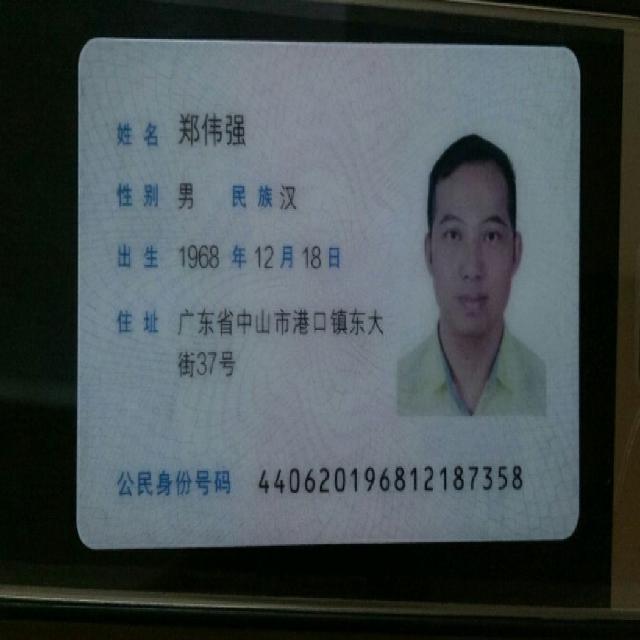 姓名 郑伟强
性别 男 民族 汉
出生 1968 年 12 月 18 日
住址 广东省中山市港口镇东大
街37号
公民身份号码 440620196812187358